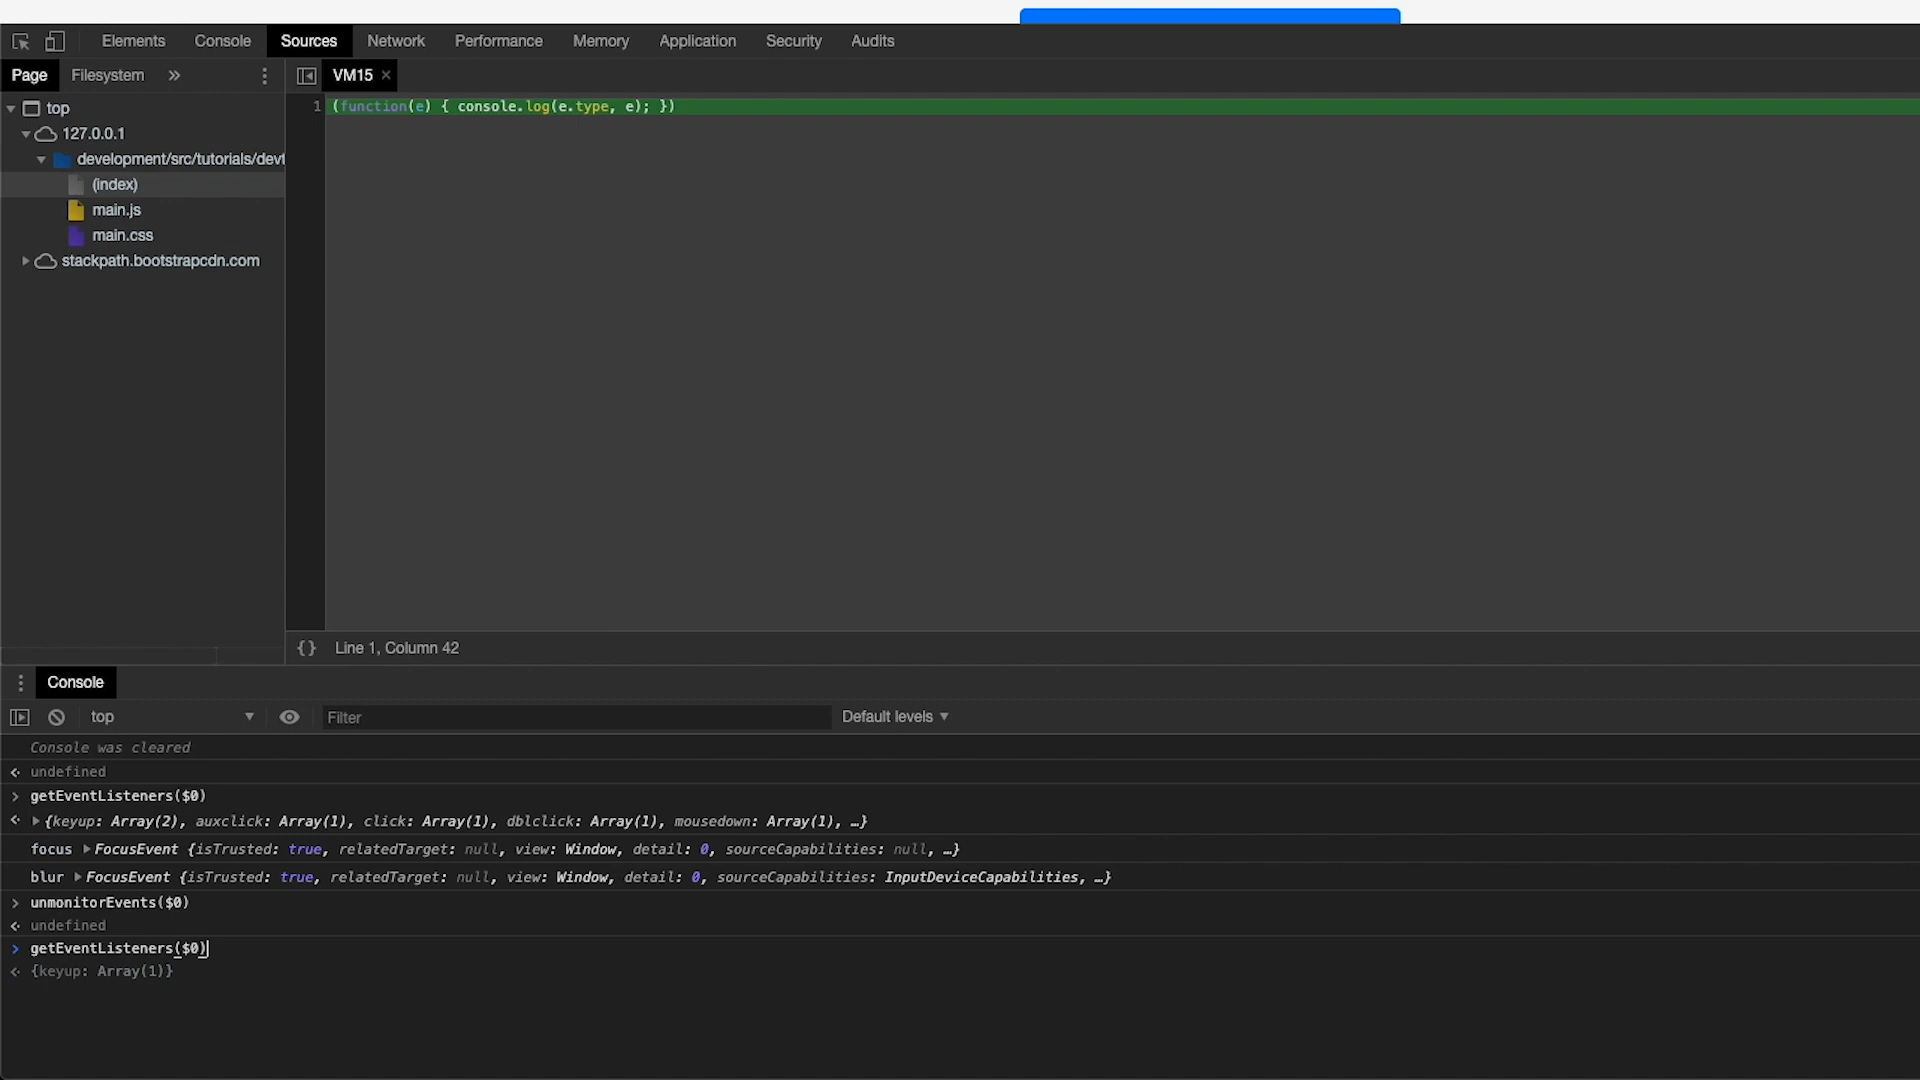 Elements Console Sources Network Performance Memory Application Security Audits
Page Filesystem » VM15 ×
top
127.0.0.1
development/src/tutorials/devt
(index)
main.js
main.css
stackpath.bootstrapcdn.com
1 (function(e) { console.log(e.type, e); })
{} Line 1, Column 42
Console
top Filter Default levels
Console was cleared
undefined
getEventListeners($0)
{keyup: Array(2), auxclick: Array(1), click: Array(1), dblclick: Array(1), mousedown: Array(1), …}
focus FocusEvent {isTrusted: true, relatedTarget: null, view: Window, detail: 0, sourceCapabilities: null, …}
blur FocusEvent {isTrusted: true, relatedTarget: null, view: Window, detail: 0, sourceCapabilities: InputDeviceCapabilities, …}
unmonitorEvents($0)
undefined
getEventListeners($0)
{keyup: Array(1)}